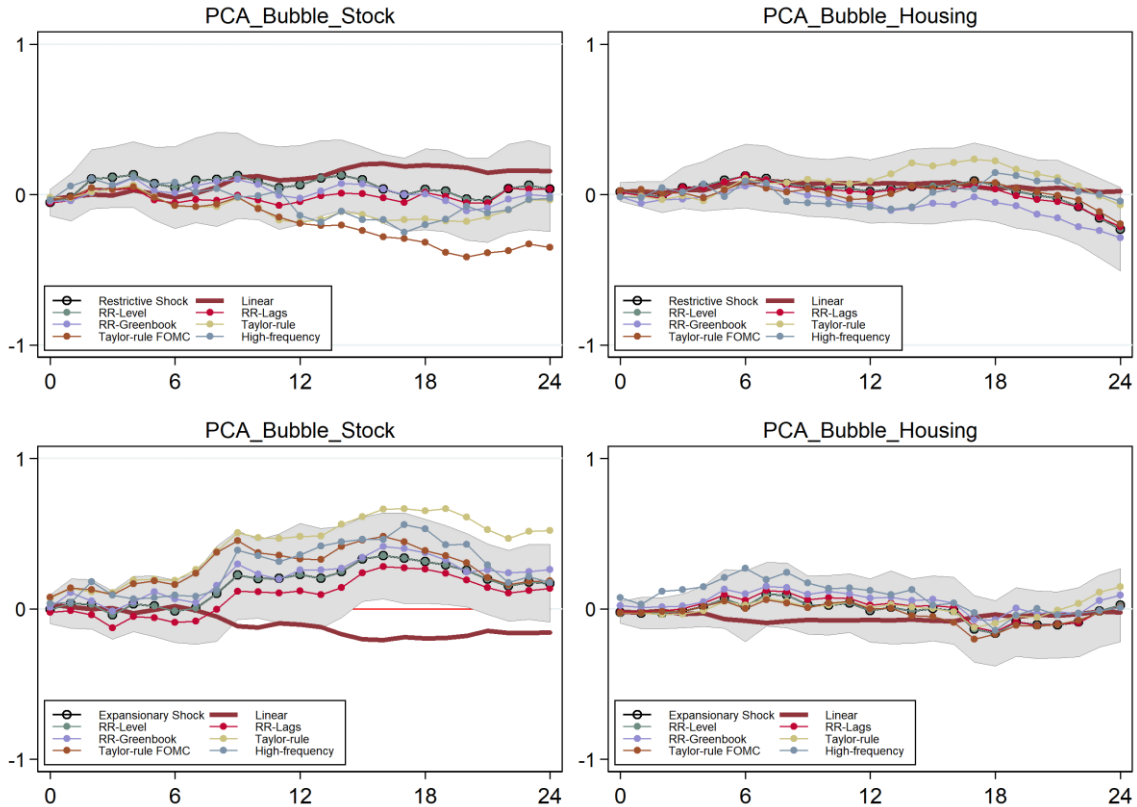 PCA_Bubble_Stock
1
0
-1
Restrictive Shock Linear
RR-Level RR-Lags
RR-Greenbook Taylor-rule
Taylor-rule FOMC High-frequency
0 6 12 18 24
PCA_Bubble_Housing
1
0
-1
Restrictive Shock Linear
RR-Level RR-Lags
RR-Greenbook Taylor-rule
Taylor-rule FOMC High-frequency
0 6 12 18 24
PCA_Bubble_Stock
1
0
-1
Expansionary Shock Linear
RR-Level RR-Lags
RR-Greenbook Taylor-rule
Taylor-rule FOMC High-frequency
0 6 12 18 24
PCA_Bubble_Housing
1
0
-1
Expansionary Shock Linear
RR-Level RR-Lags
RR-Greenbook Taylor-rule
Taylor-rule FOMC High-frequency
0 6 12 18 24